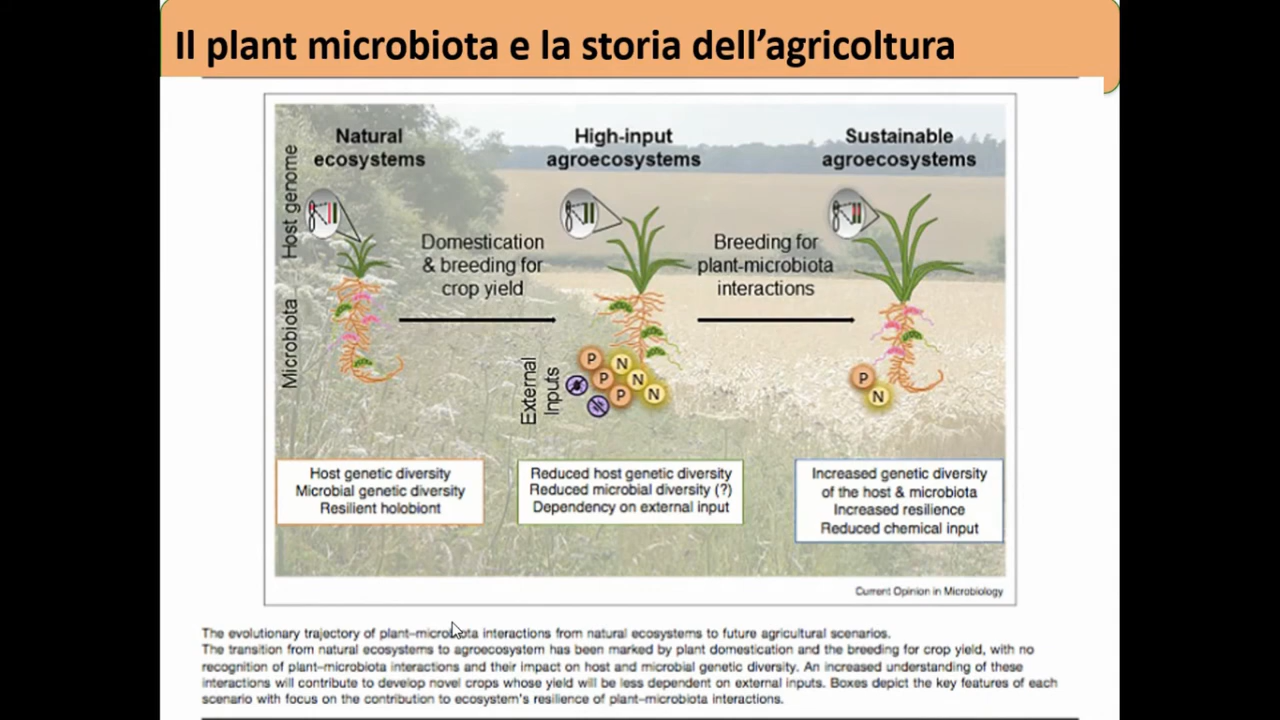 Il plant microbiota e la storia dell'agricoltura
Natural
ecosystems
High-input
agroecosystems
Sustainable
agroecosystems
Host genome
Domestication
& breeding for
crop yield
Breeding for
plant-microbiota
interactions
Microbiota
External
Inputs
P
N
P
N
P
N
P
N
Host genetic diversity
Microbial genetic diversity
Resilient holobiont
Reduced host genetic diversity
Reduced microbial diversity (?)
Dependency on external input
Increased genetic diversity
of the host & microbiota
Increased resilience
Reduced chemical input
Current Opinion in Microbiology
The evolutionary trajectory of plant–microbiota interactions from natural ecosystems to future agricultural scenarios.
The transition from natural ecosystems to agroecosystem has been marked by plant domestication and the breeding for crop yield, with no
recognition of plant–microbiota interactions and their impact on host and microbial genetic diversity. An increased understanding of these
interactions will contribute to develop novel crops whose yield will be less dependent on external inputs. Boxes depict the key features of each
scenario with focus on the contribution to ecosystem's resilience of plant–microbiota interactions.